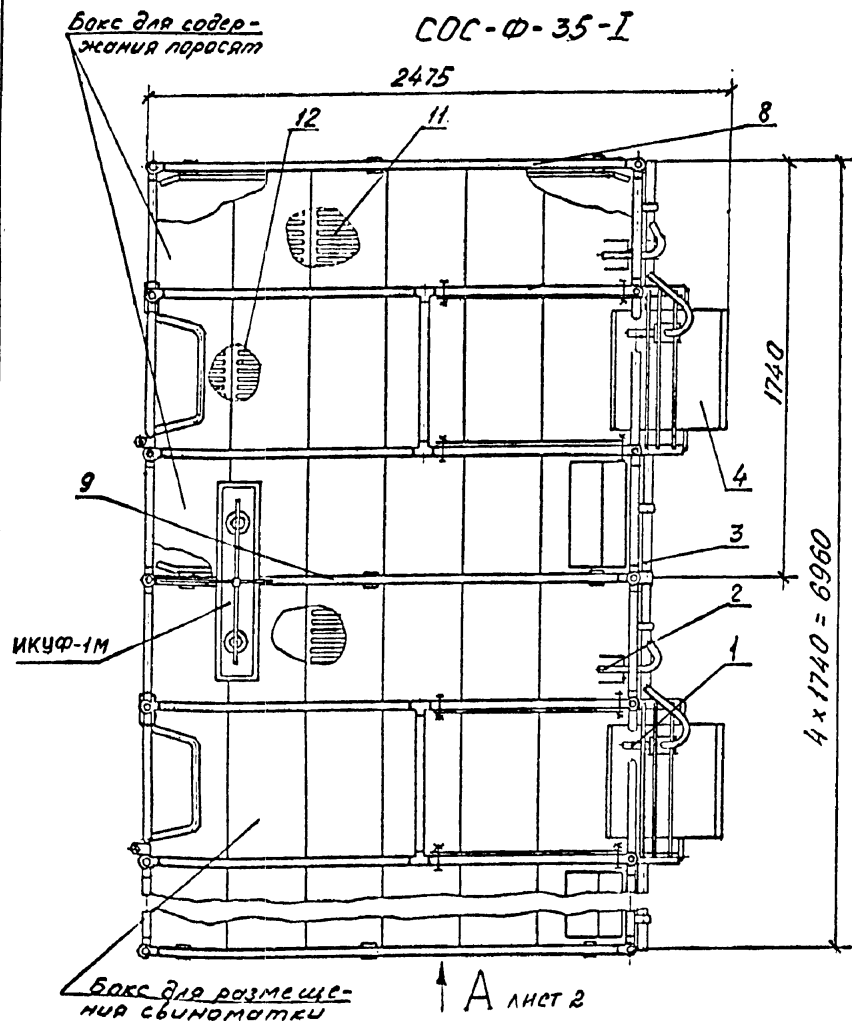 Бокс для содер-
жания поросят
СОС-Ф-35-I
2475
12
11
8
1740
4
9
3
4 х 1740 = 6960
2
ИКУФ-1М
1
Бокс для размеще-
ния свиноматки
А лист 2